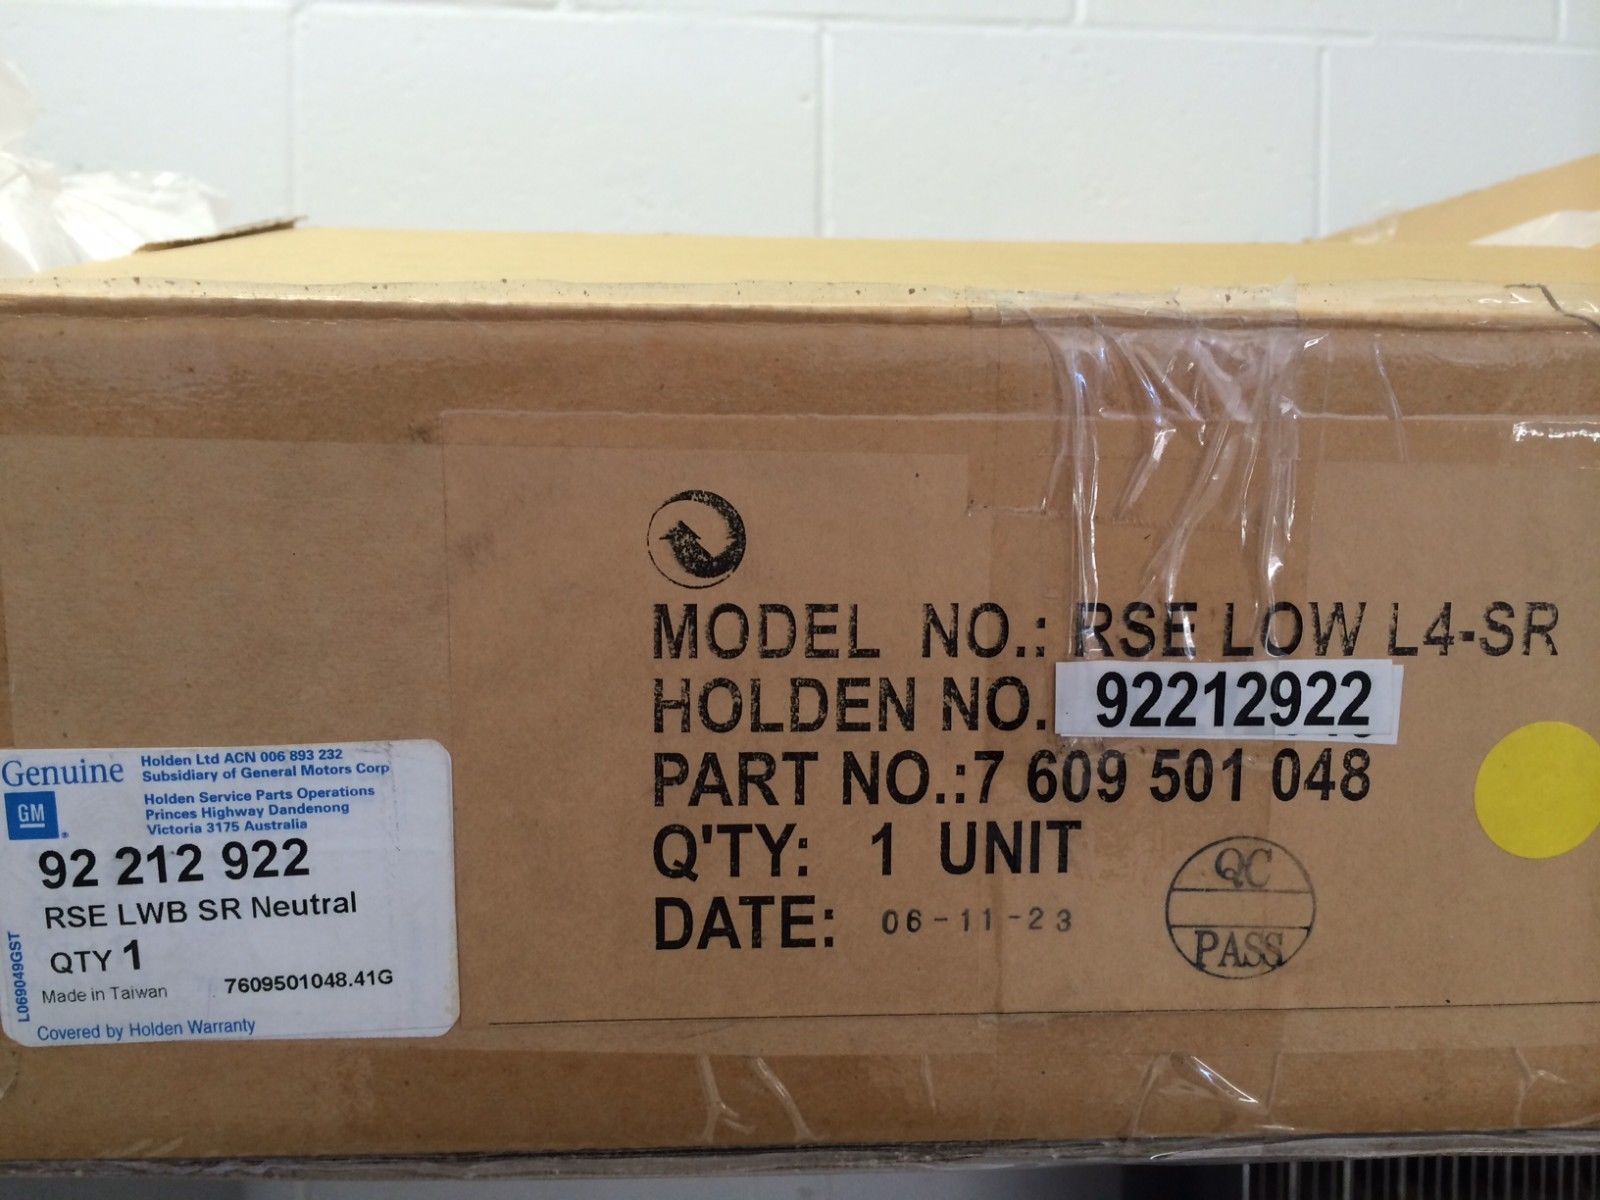 MODEL NO.: RSE LOW L4-SR
HOLDEN NO. 92212922
PART NO.:7 609 501 048
Q'TY: 1 UNIT
DATE: 06-11-23
QC
PASS
Genuine
GM
Holden Ltd ACN 006 893 232
Subsidiary of General Motors Corp
Holden Service Parts Operations
Princes Highway Dandenong
Victoria 3175 Australia
92 212 922
RSE LWB SR Neutral
QTY 1
Made in Taiwan 7609501048.41G
Covered by Holden Warranty
L069049GST